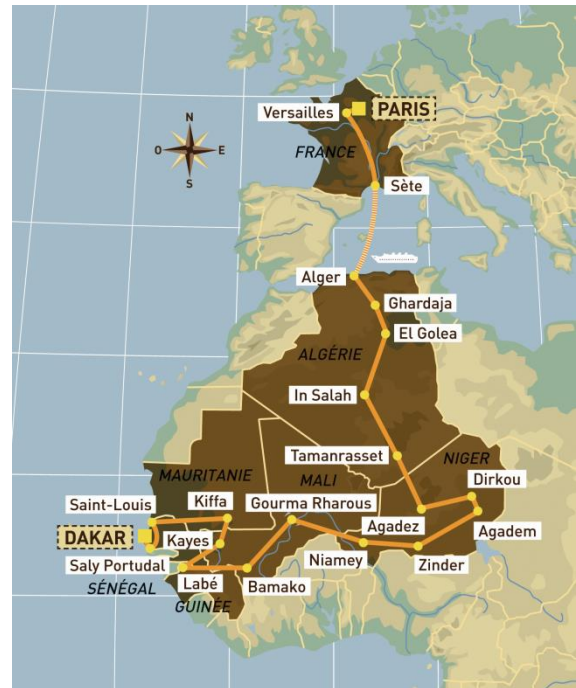 PARIS
Versailles
FRANCE
N
O
E
S
Sète
Alger
Ghardaja
El Golea
ALGÉRIE
In Salah
Tamanrasset
NIGER
MAURITANIE
MALI
Dirkou
Saint-Louis
Kiffa
Gourma Rharous
DAKAR
Kayes
Agadez
Agadem
Saly Portudal
Niamey
Zinder
Labé
Bamako
SÉNÉGAL
GUINÉE